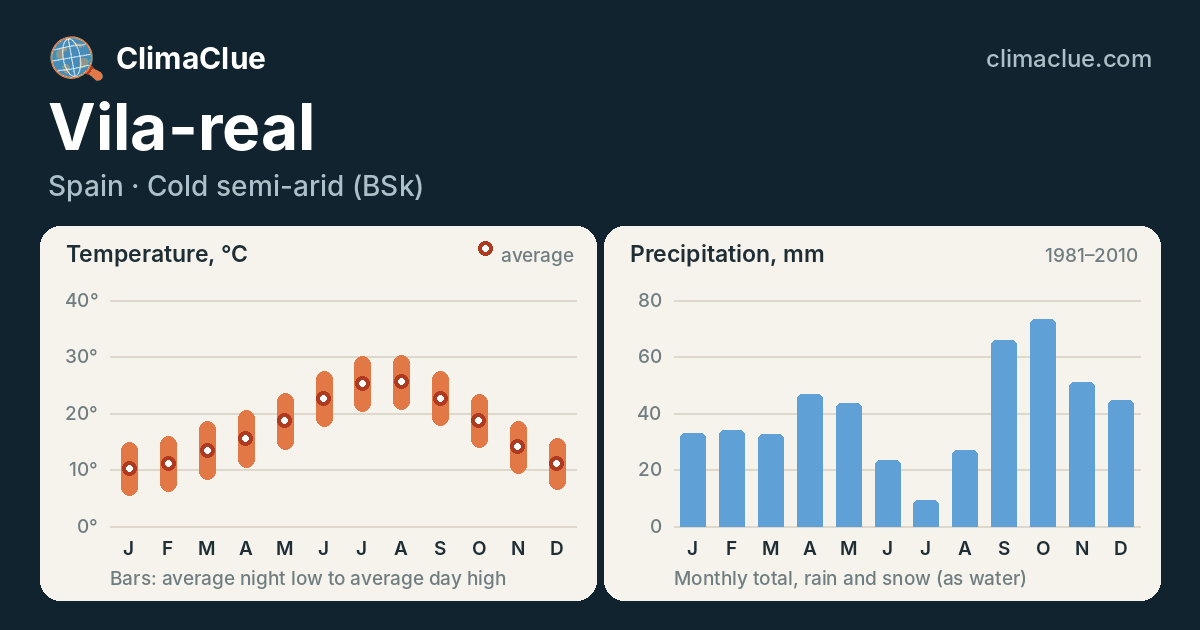 ClimaClue
climaclue.com
Vila-real
Spain · Cold semi-arid (BSk)
Temperature, °C
average
40°
30°
20°
10°
0°
J F M A M J J A S O N D
Bars: average night low to average day high
Precipitation, mm
1981–2010
80
60
40
20
0
J F M A M J J A S O N D
Monthly total, rain and snow (as water)